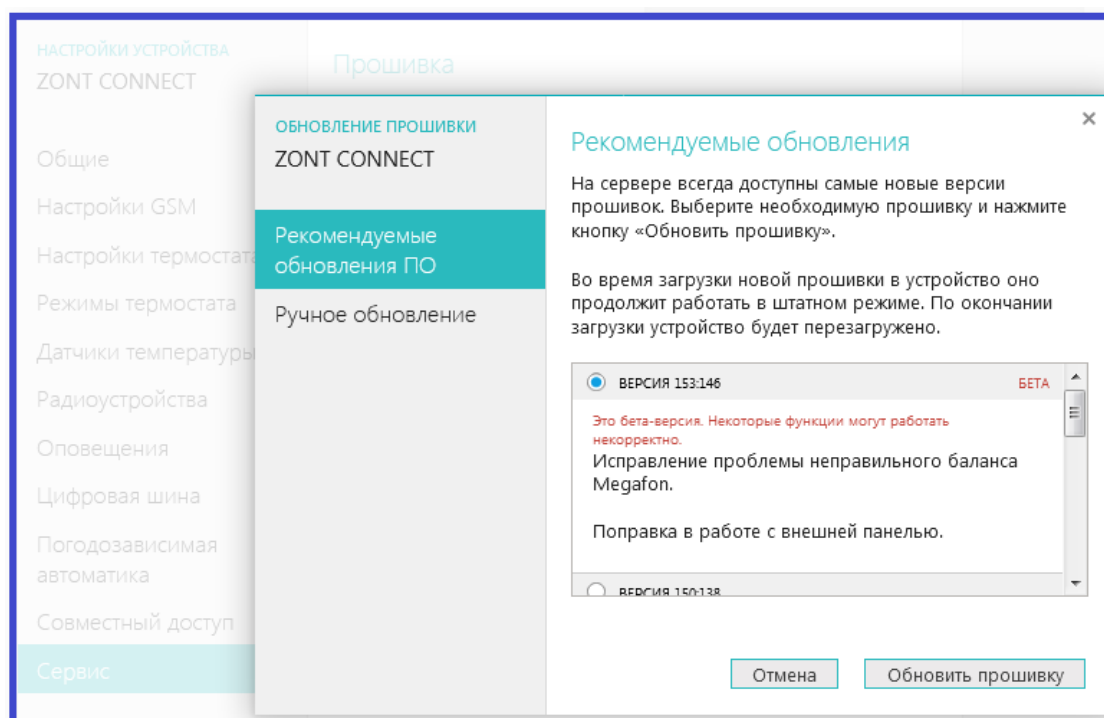 НАСТРОЙКИ УСТРОЙСТВА
ZONT CONNECT
Общие
Настройки GSM
Настройки термостата
Режимы термостата
Датчики температуры
Радиоустройства
Оповещения
Цифровая шина
Погодозависимая
автоматика
Совместный доступ
Сервис
Прошивка
ОБНОВЛЕНИЕ ПРОШИВКИ
ZONT CONNECT
Рекомендуемые
обновления ПО
Ручное обновление
Рекомендуемые обновления
На сервере всегда доступны самые новые версии
прошивок. Выберите необходимую прошивку и нажмите
кнопку «Обновить прошивку».
Во время загрузки новой прошивки в устройство оно
продолжит работать в штатном режиме. По окончании
загрузки устройство будет перезагружено.
ВЕРСИЯ 153:146 БЕТА
Это бета-версия. Некоторые функции могут работать
некорректно.
Исправление проблемы неправильного баланса
Megafon.
Поправка в работе с внешней панелью.
ВЕРСИЯ 150:138
Отмена Обновить прошивку